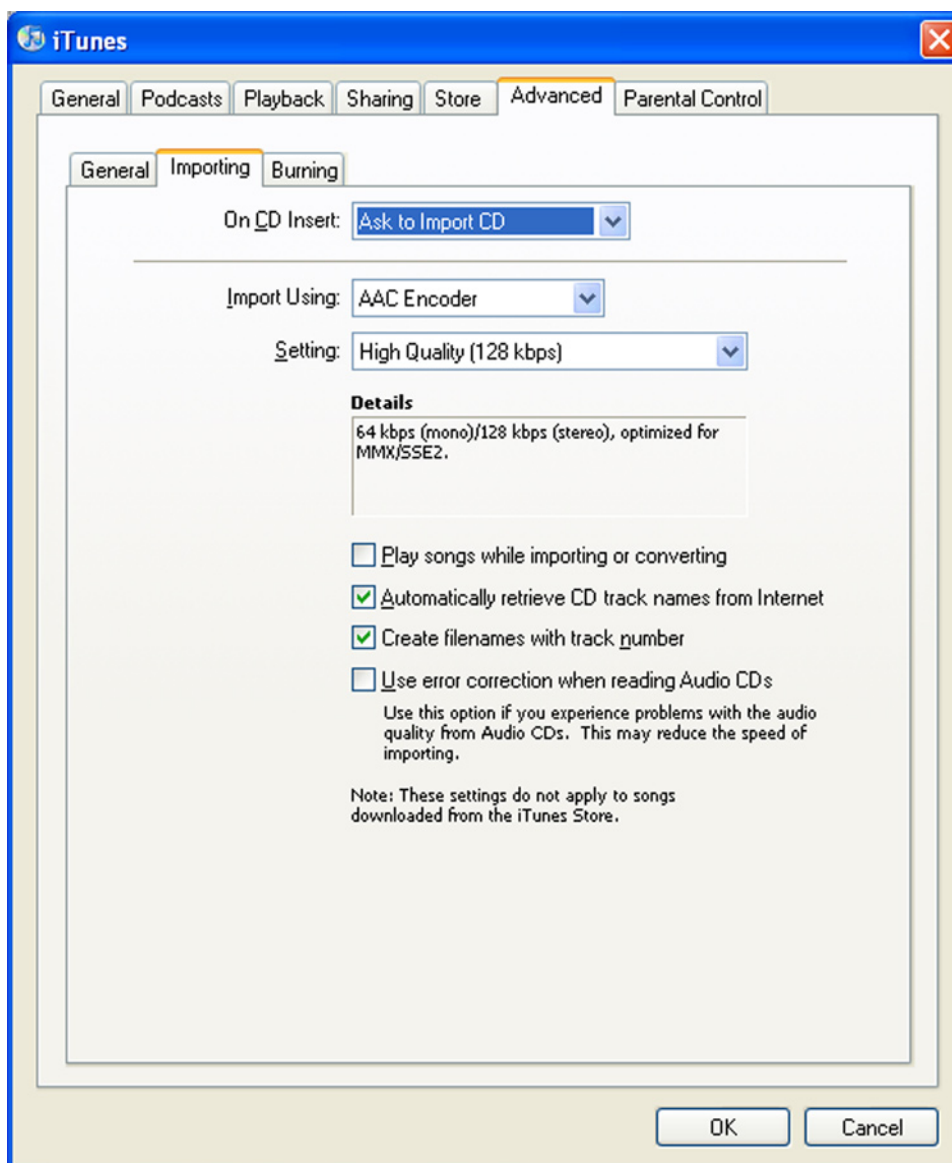 iTunes
General Podcasts Playback Sharing Store Advanced Parental Control
General Importing Burning
On CD Insert: Ask to Import CD
Import Using: AAC Encoder
Setting: High Quality (128 kbps)
Details
64 kbps (mono)/128 kbps (stereo), optimized for
MMX/SSE2.
Play songs while importing or converting
Automatically retrieve CD track names from Internet
Create filenames with track number
Use error correction when reading Audio CDs
Use this option if you experience problems with the audio
quality from Audio CDs. This may reduce the speed of
importing.
Note: These settings do not apply to songs
downloaded from the iTunes Store.
OK Cancel